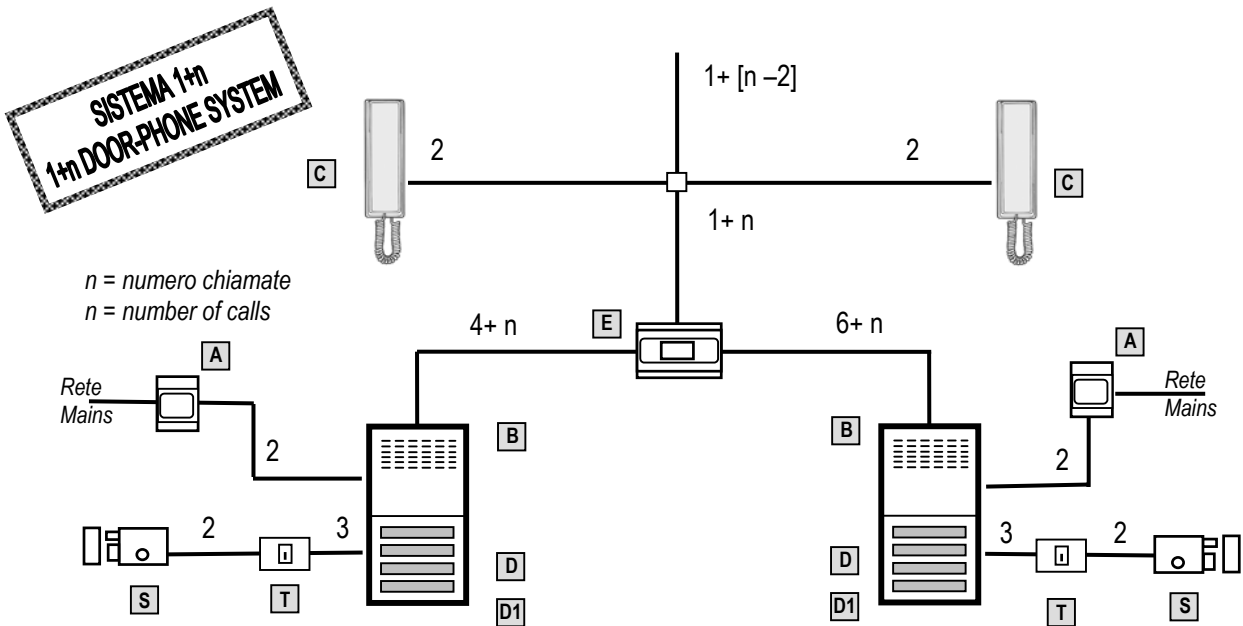 SISTEMA 1+n
1+n DOOR-PHONE SYSTEM
1+ [n –2]
2
2
C
C
1+ n
n = numero chiamate
n = number of calls
4+ n
E
6+ n
A
A
Rete
Mains
Rete
Mains
B
B
2
2
2
3
3
2
D
D
S
T
D1
D1
T
S